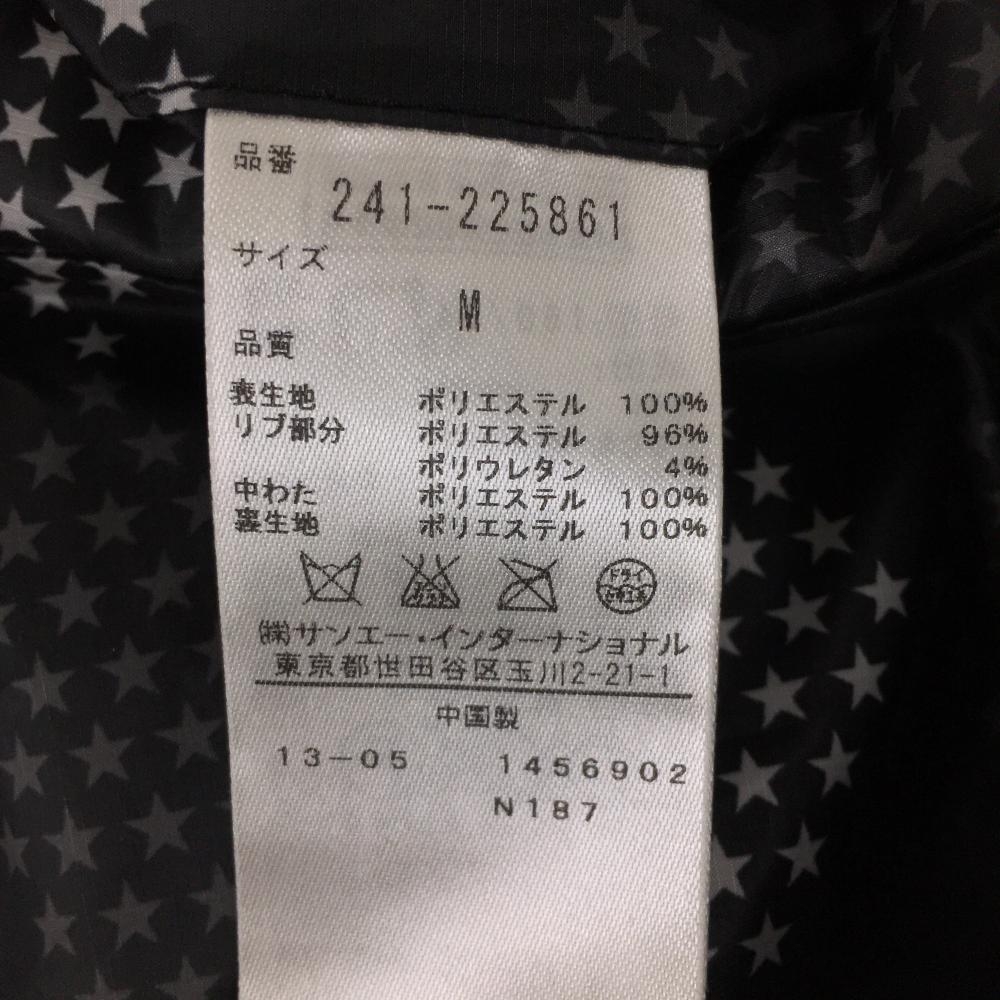 品番
241-225861
サイズ
M
品質
表生地 ポリエステル 100%
リブ部分 ポリエステル 96%
ポリウレタン 4%
中わた ポリエステル 100%
裏生地 ポリエステル 100%
ドライ
㈱サンエー・インターナショナル
東京都世田谷区玉川2-21-1
中国製
13-05 1456902
N187